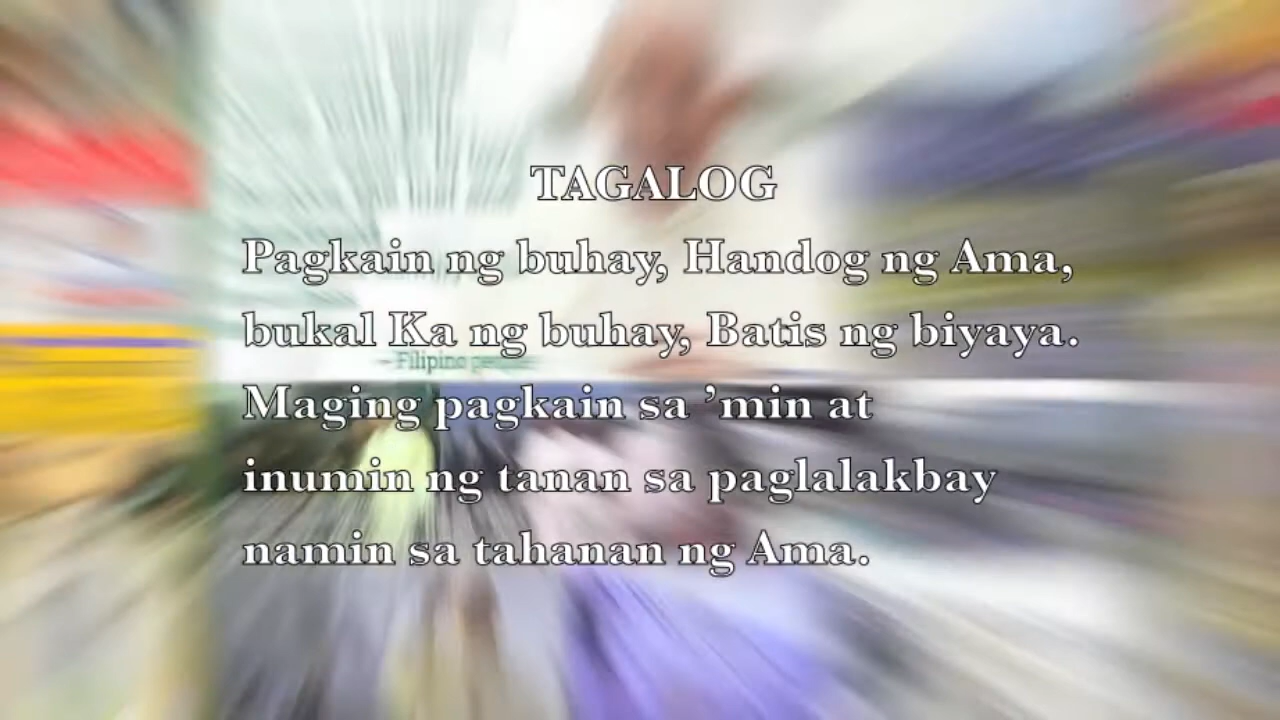 TAGALOG
Pagkain ng buhay, Handog ng Ama,
bukal Ka ng buhay, Batis ng biyaya.
– Filipino
Maging pagkain sa ’min at
inumin ng tanan sa paglalakbay
namin sa tahanan ng Ama.